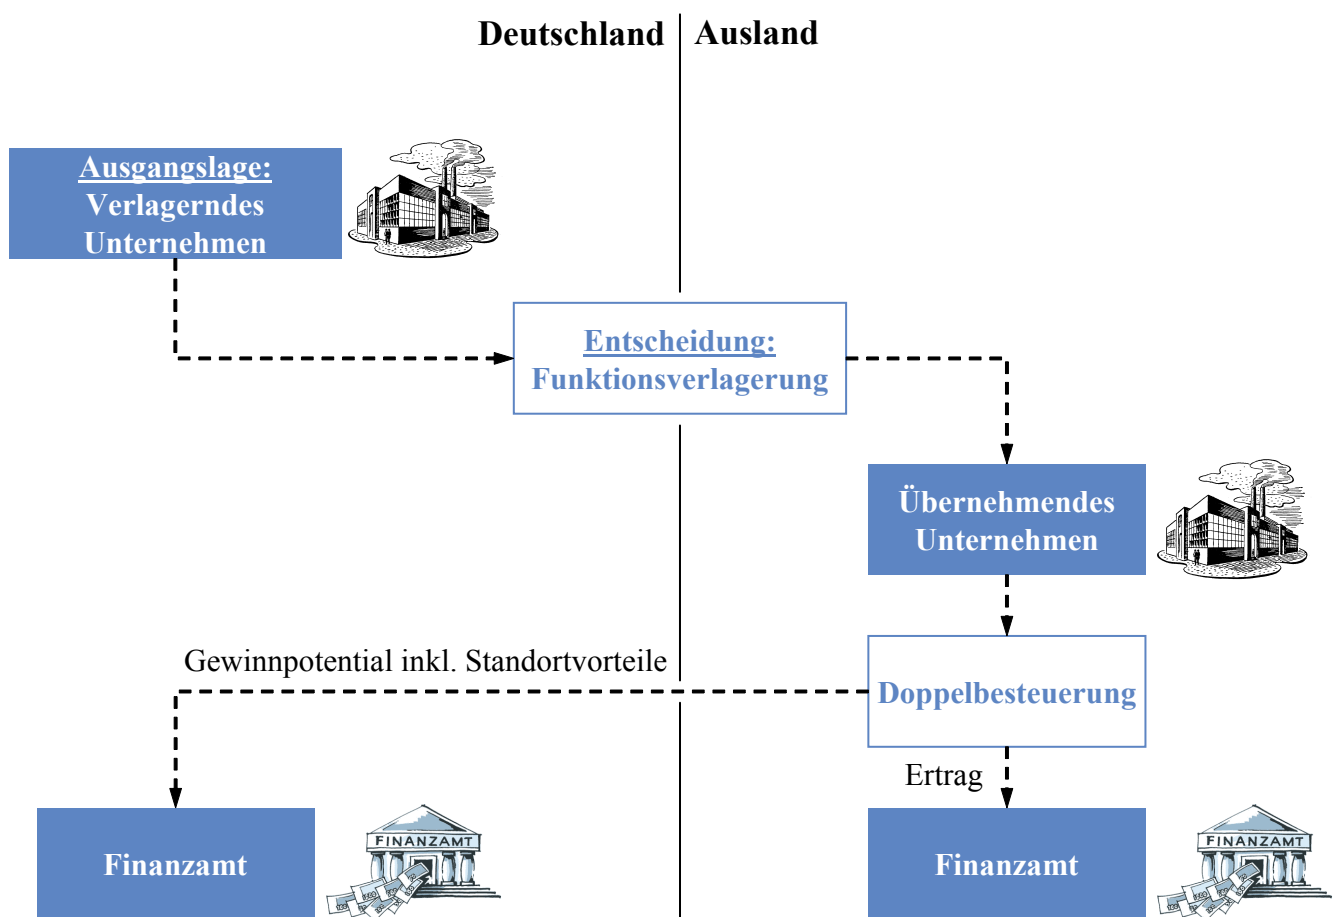 Deutschland
Ausland
Ausgangslage:
Verlagerndes
Unternehmen
Entscheidung:
Funktionsverlagerung
Übernehmendes
Unternehmen
Gewinnpotential inkl. Standortvorteile
Doppelbesteuerung
Ertrag
Finanzamt
FINANZAMT
Finanzamt
FINANZAMT